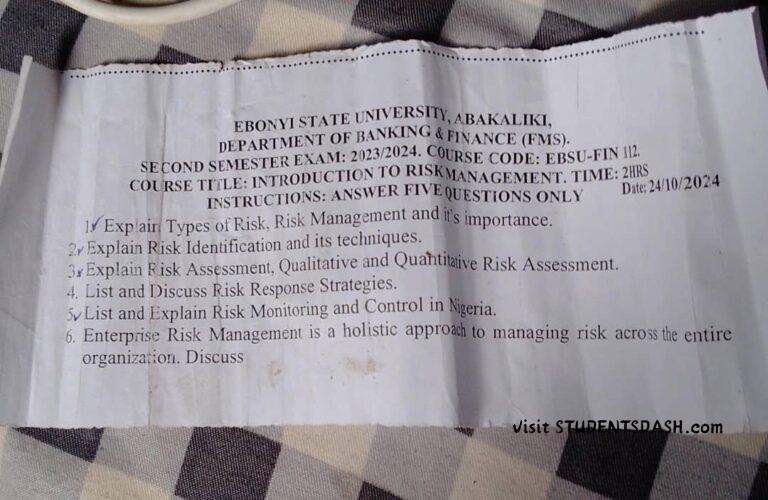 EBONYI STATE UNIVERSITY, ABAKALIKI,
DEPARTMENT OF BANKING & FINANCE (FMS).
SECOND SEMESTER EXAM: 2023/2024. COURSE CODE: EBSU-FIN 112.
COURSE TITLE: INTRODUCTION TO RISK MANAGEMENT. TIME: 2HRS
INSTRUCTIONS: ANSWER FIVE QUESTIONS ONLY Date: 24/10/2024
1. Explain Types of Risk, Risk Management and it's importance.
2. Explain Risk Identification and its techniques.
3. Explain Risk Assessment, Qualitative and Quantitative Risk Assessment.
4. List and Discuss Risk Response Strategies.
5. List and Explain Risk Monitoring and Control in Nigeria.
6. Enterprise Risk Management is a holistic approach to managing risk across the entire
organization. Discuss
Visit STUDENTSDASH.com